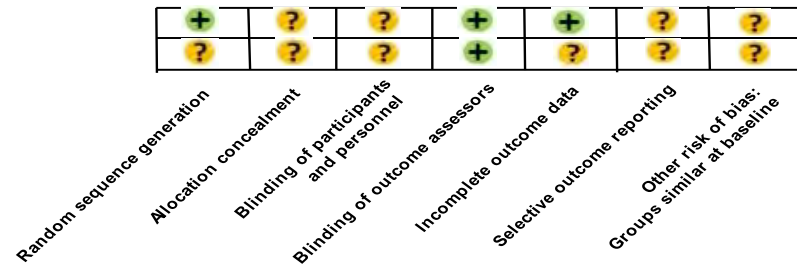 + ? ? + + ? ?
? ? ? + ? ? ?
Random sequence generation
Allocation concealment
Blinding of participants
and personnel
Blinding of outcome assessors
Incomplete outcome data
Selective outcome reporting
Other risk of bias:
Groups similar at baseline